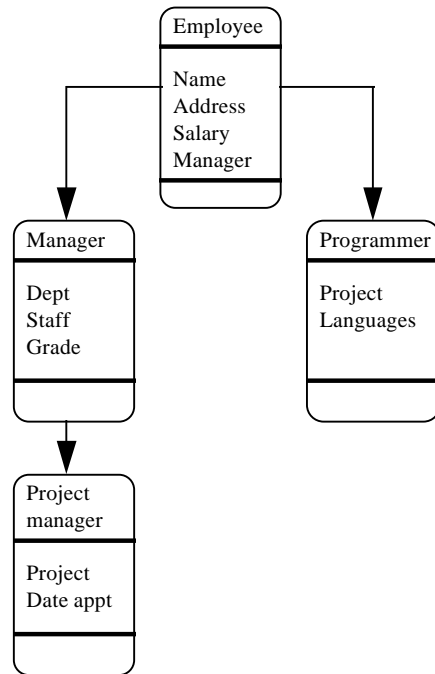 Employee
Name
Address
Salary
Manager
Manager
Dept
Staff
Grade
Programmer
Project
Languages
Project
manager
Project
Date appt